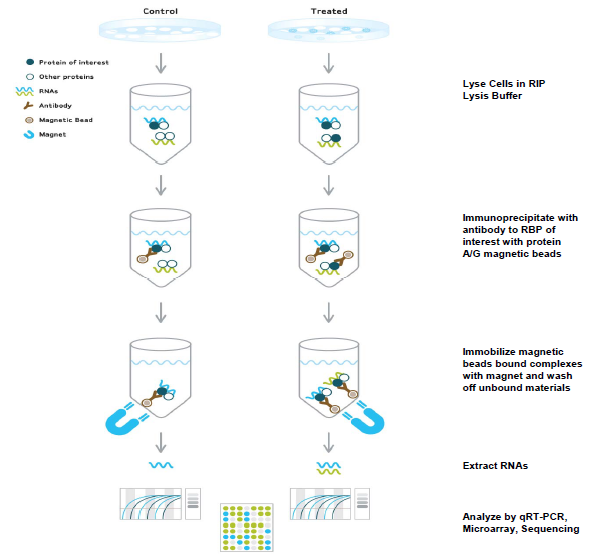 Control
Treated
Protein of interest
Other proteins
RNAs
Antibody
Magnetic Bead
Magnet
Lyse Cells in RIP
Lysis Buffer
Immunoprecipitate with
antibody to RBP of
interest with protein
A/G magnetic beads
Immobilize magnetic
beads bound complexes
with magnet and wash
off unbound materials
Extract RNAs
Analyze by qRT-PCR,
Microarray, Sequencing